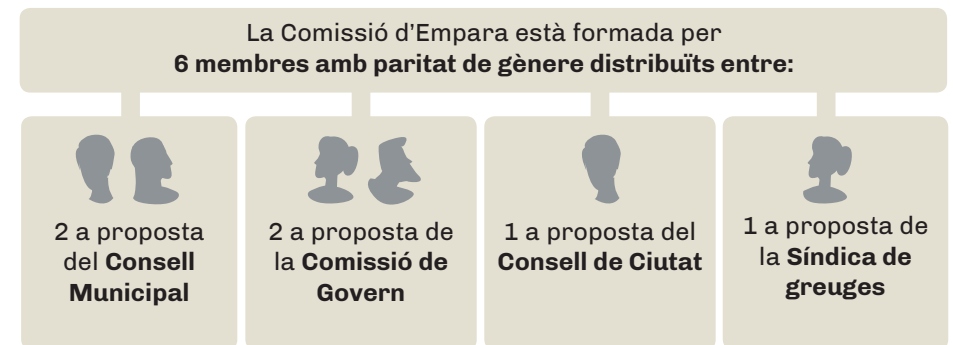 La Comissió d’Empara està formada per
6 membres amb paritat de gènere distribuïts entre:
2 a proposta
del Consell
Municipal
2 a proposta de
la Comissió de
Govern
1 a proposta del
Consell de Ciutat
1 a proposta de
la Síndica de
greuges